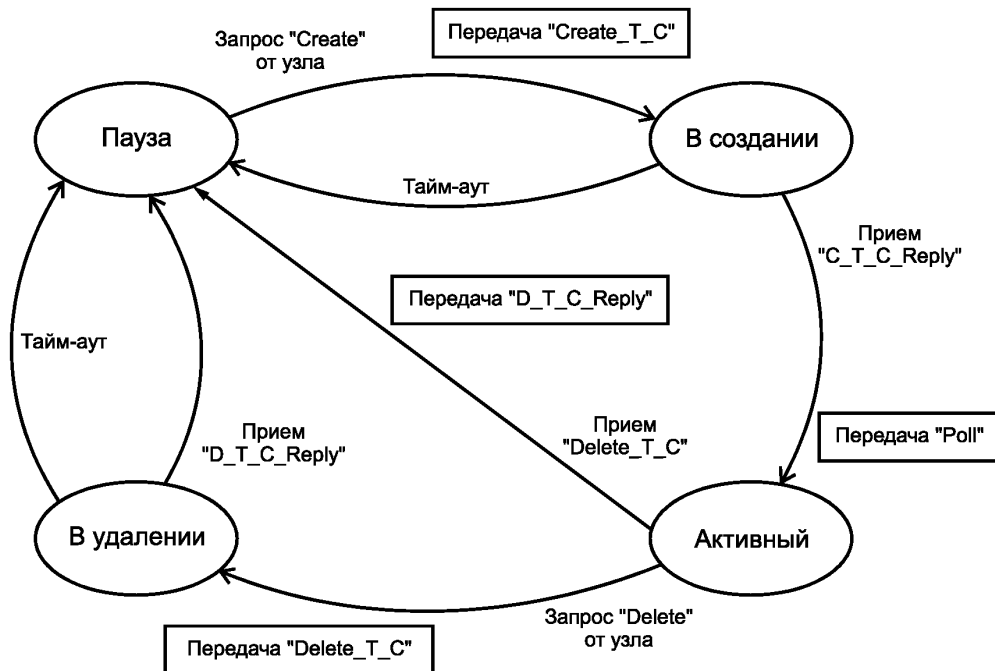 Запрос "Create"
от узла
Передача "Create_T_C"
Пауза
В создании
Тайм-аут
Прием
"C_T_C_Reply"
Передача "D_T_C_Reply"
Тайм-аут
Прием
"D_T_C_Reply"
Прием
"Delete_T_C"
Передача "Poll"
В удалении
Активный
Запрос "Delete"
от узла
Передача "Delete_T_C"